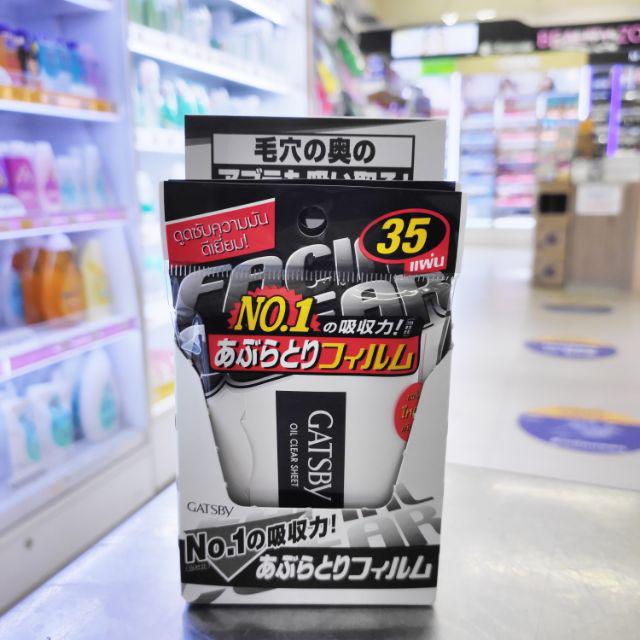 毛穴の奥の
ดูดซับความมัน
ดีเยี่ยม!
35
แผ่น
NO.1の吸収力!
あぶらとりフィルム
GATSBY
OIL CLEAR SHEET
GATSBY
No.1の吸収力!
あぶらとりフィルム